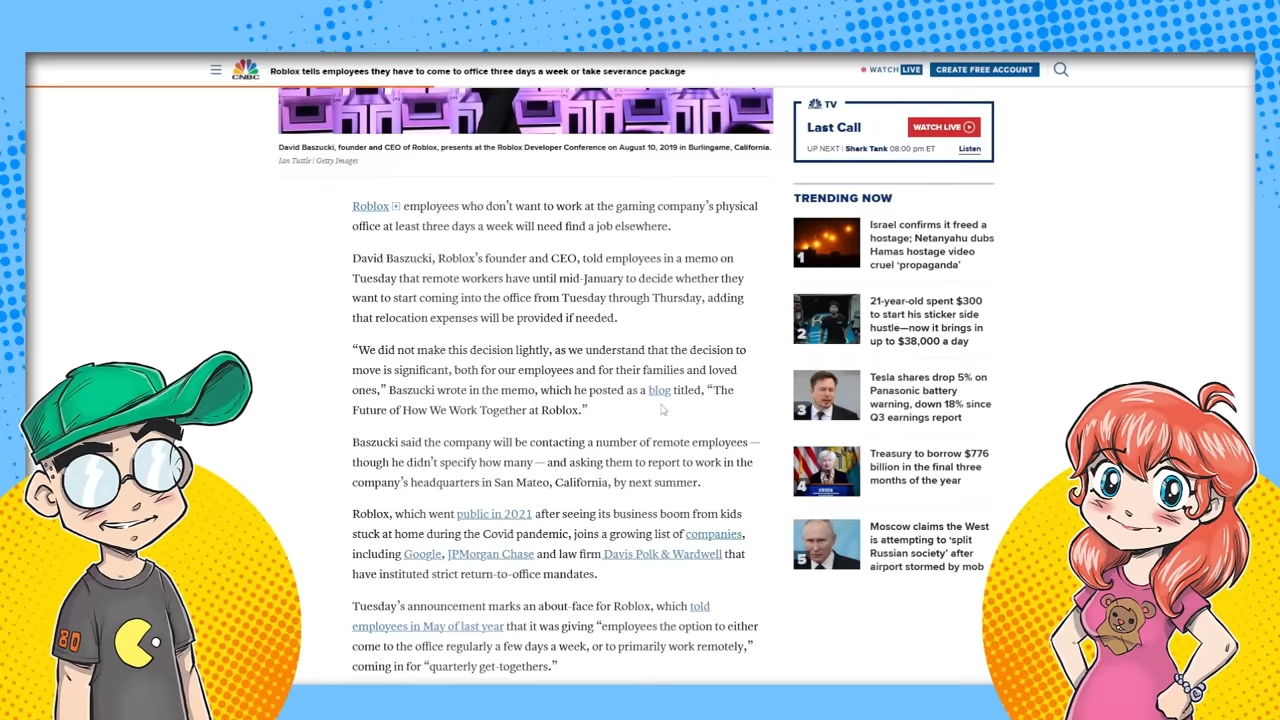 CNBC
Roblox tells employees they have to come to office three days a week or take severance package
WATCH LIVE
CREATE FREE ACCOUNT
David Baszucki, founder and CEO of Roblox, presents at the Roblox Developer Conference on August 10, 2019 in Burlingame, California.
Ian Tuttle | Getty Images
Roblox employees who don’t want to work at the gaming company’s physical
office at least three days a week will need find a job elsewhere.
David Baszucki, Roblox’s founder and CEO, told employees in a memo on
Tuesday that remote workers have until mid-January to decide whether they
want to start coming into the office from Tuesday through Thursday, adding
that relocation expenses will be provided if needed.
“We did not make this decision lightly, as we understand that the decision to
move is significant, both for our employees and for their families and loved
ones,” Baszucki wrote in the memo, which he posted as a blog titled, “The
Future of How We Work Together at Roblox.”
Baszucki said the company will be contacting a number of remote employees —
though he didn’t specify how many — and asking them to report to work in the
company’s headquarters in San Mateo, California, by next summer.
Roblox, which went public in 2021 after seeing its business boom from kids
stuck at home during the Covid pandemic, joins a growing list of companies,
including Google, JPMorgan Chase and law firm Davis Polk & Wardwell that
have instituted strict return-to-office mandates.
Tuesday’s announcement marks an about-face for Roblox, which told
employees in May of last year that it was giving “employees the option to either
come to the office regularly a few days a week, or to primarily work remotely,”
coming in for “quarterly get-togethers.”
TV
Last Call
WATCH LIVE
UP NEXT | Shark Tank 08:00 pm ET
Listen
TRENDING NOW
1
Israel confirms it freed a
hostage; Netanyahu dubs
Hamas hostage video
cruel ‘propaganda’
2
21-year-old spent $300
to start his sticker side
hustle—now it brings in
up to $38,000 a day
3
Tesla shares drop 5% on
Panasonic battery
warning, down 18% since
Q3 earnings report
4
Treasury to borrow $776
billion in the final three
months of the year
5
Moscow claims the West
is attempting to ‘split
Russian society’ after
airport stormed by mob
80